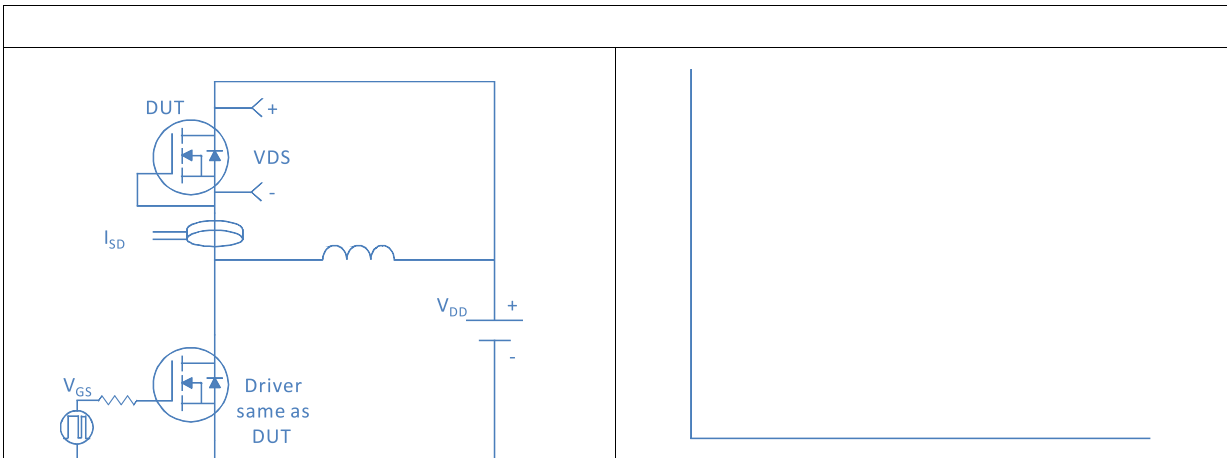 DUT
+
VDS
-
ISD
VDD
+
-
VGS
Driver
same as
DUT